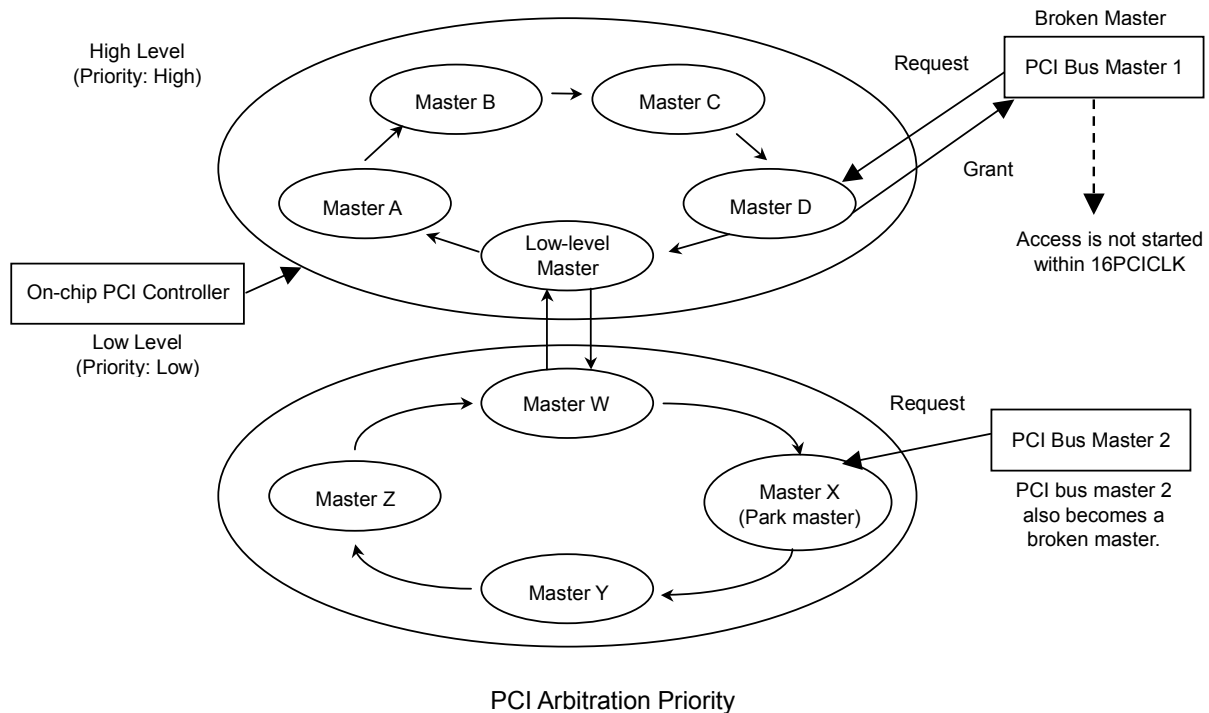 High Level
(Priority: High)
Master B
Master C
Master A
Master D
Low-level
Master
Broken Master
PCI Bus Master 1
Request
Grant
Access is not started
within 16PCICLK
On-chip PCI Controller
Low Level
(Priority: Low)
Master W
Master Z
Master X
(Park master)
Master Y
Request
PCI Bus Master 2
PCI bus master 2
also becomes a
broken master.
PCI Arbitration Priority